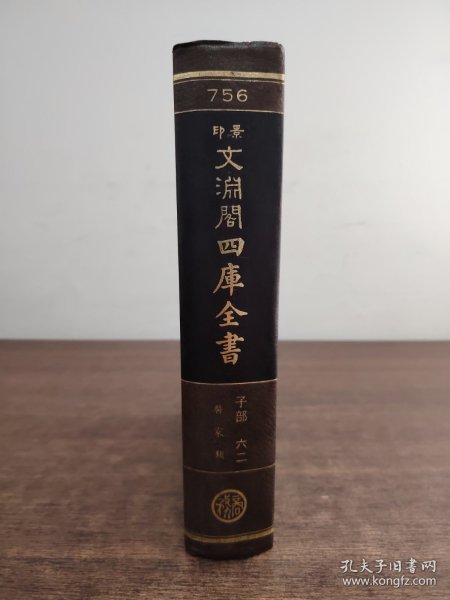 756
景印
文淵閣四庫全書
子部 六二
醫家類
孔夫子旧书网
www.kongfz.com